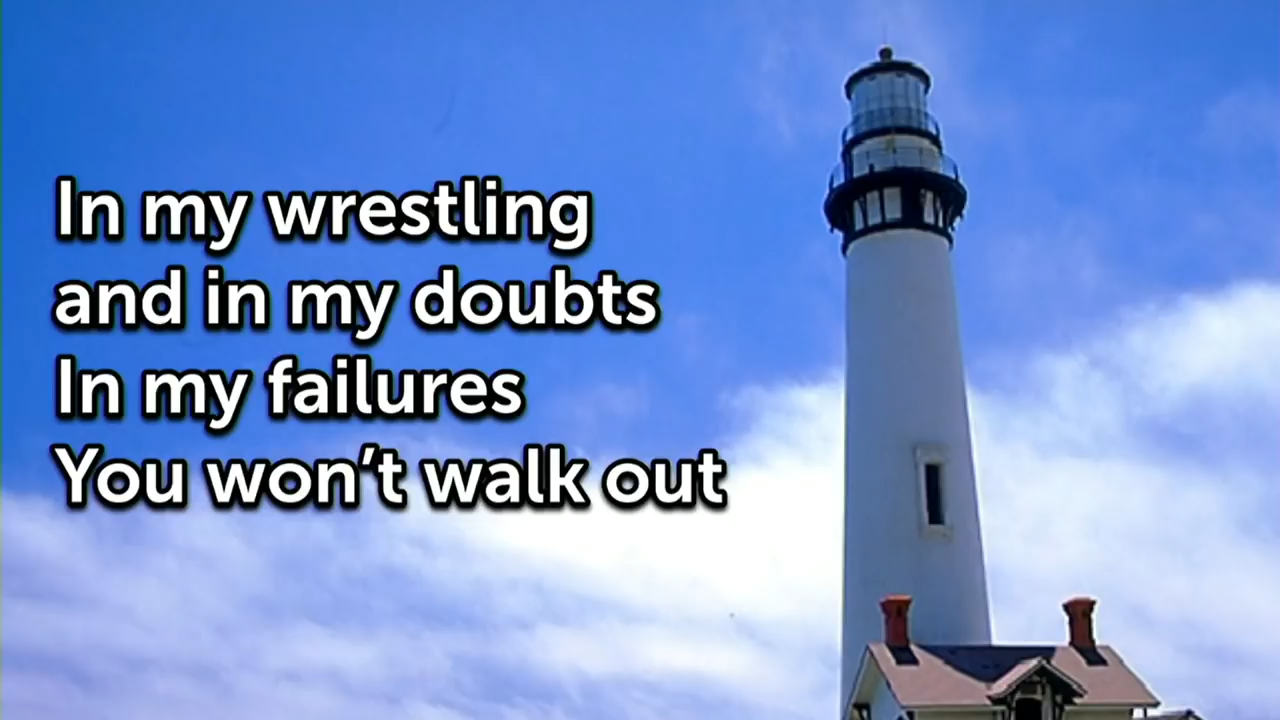 In my wrestling
and in my doubts
In my failures
You won’t walk out